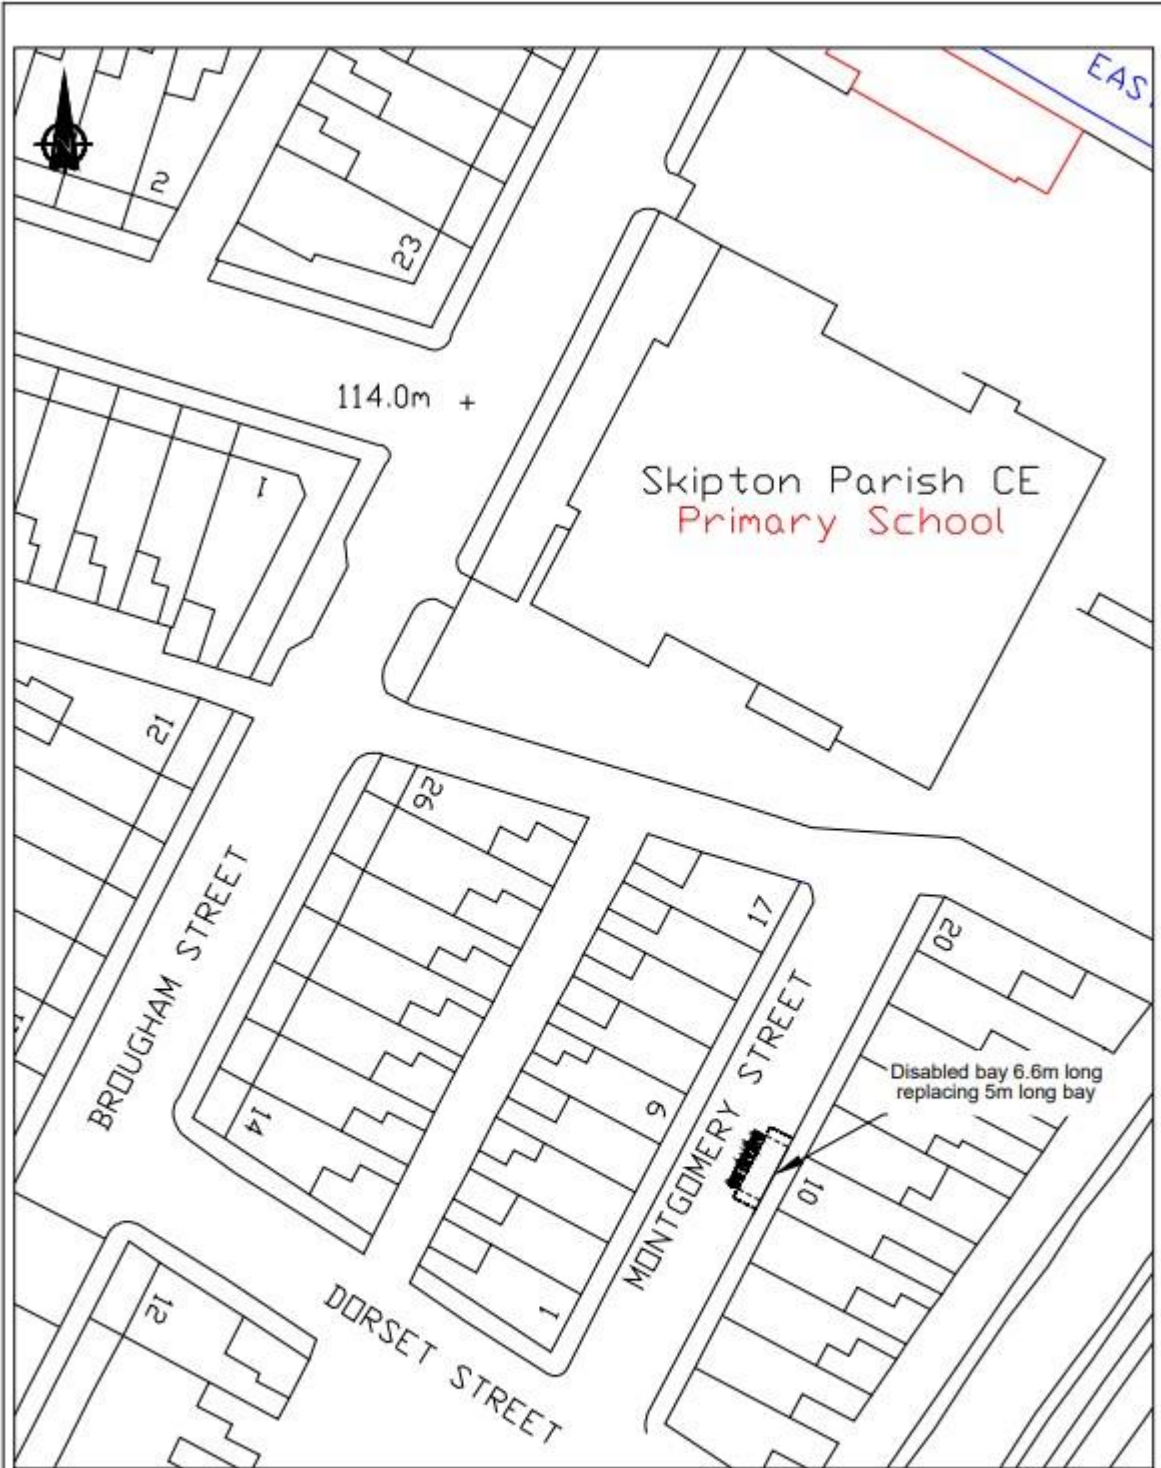 N
EAS
2
23
114.0m +
1
Skipton Parish CE
Primary School
21
26
BROUGHAM STREET
17
20
MONTGOMERY STREET
Disabled bay 6.6m long
replacing 5m long bay
9
14
10
1
12
DORSET STREET